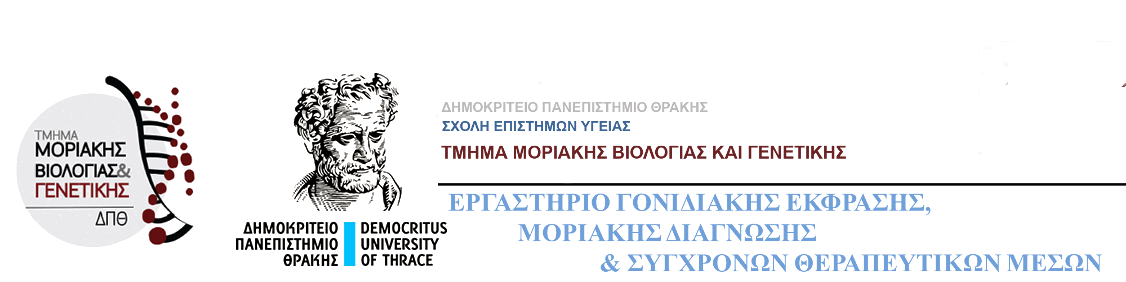 ΤΜΗΜΑ
ΜΟΡΙΑΚΗΣ
ΒΙΟΛΟΓΙΑΣ&
ΓΕΝΕΤΙΚΗΣ
ΔΠΘ
ΔΗΜΟΚΡΙΤΕΙΟ
ΠΑΝΕΠΙΣΤΗΜΙΟ
ΘΡΑΚΗΣ
DEMOCRITUS
UNIVERSITY
OF THRACE
ΔΗΜΟΚΡΙΤΕΙΟ ΠΑΝΕΠΙΣΤΗΜΙΟ ΘΡΑΚΗΣ
ΣΧΟΛΗ ΕΠΙΣΤΗΜΩΝ ΥΓΕΙΑΣ
ΤΜΗΜΑ ΜΟΡΙΑΚΗΣ ΒΙΟΛΟΓΙΑΣ ΚΑΙ ΓΕΝΕΤΙΚΗΣ
ΕΡΓΑΣΤΗΡΙΟ ΓΟΝΙΔΙΑΚΗΣ ΕΚΦΡΑΣΗΣ,
ΜΟΡΙΑΚΗΣ ΔΙΑΓΝΩΣΗΣ
& ΣΥΓΧΡΟΝΩΝ ΘΕΡΑΠΕΥΤΙΚΩΝ ΜΕΣΩΝ